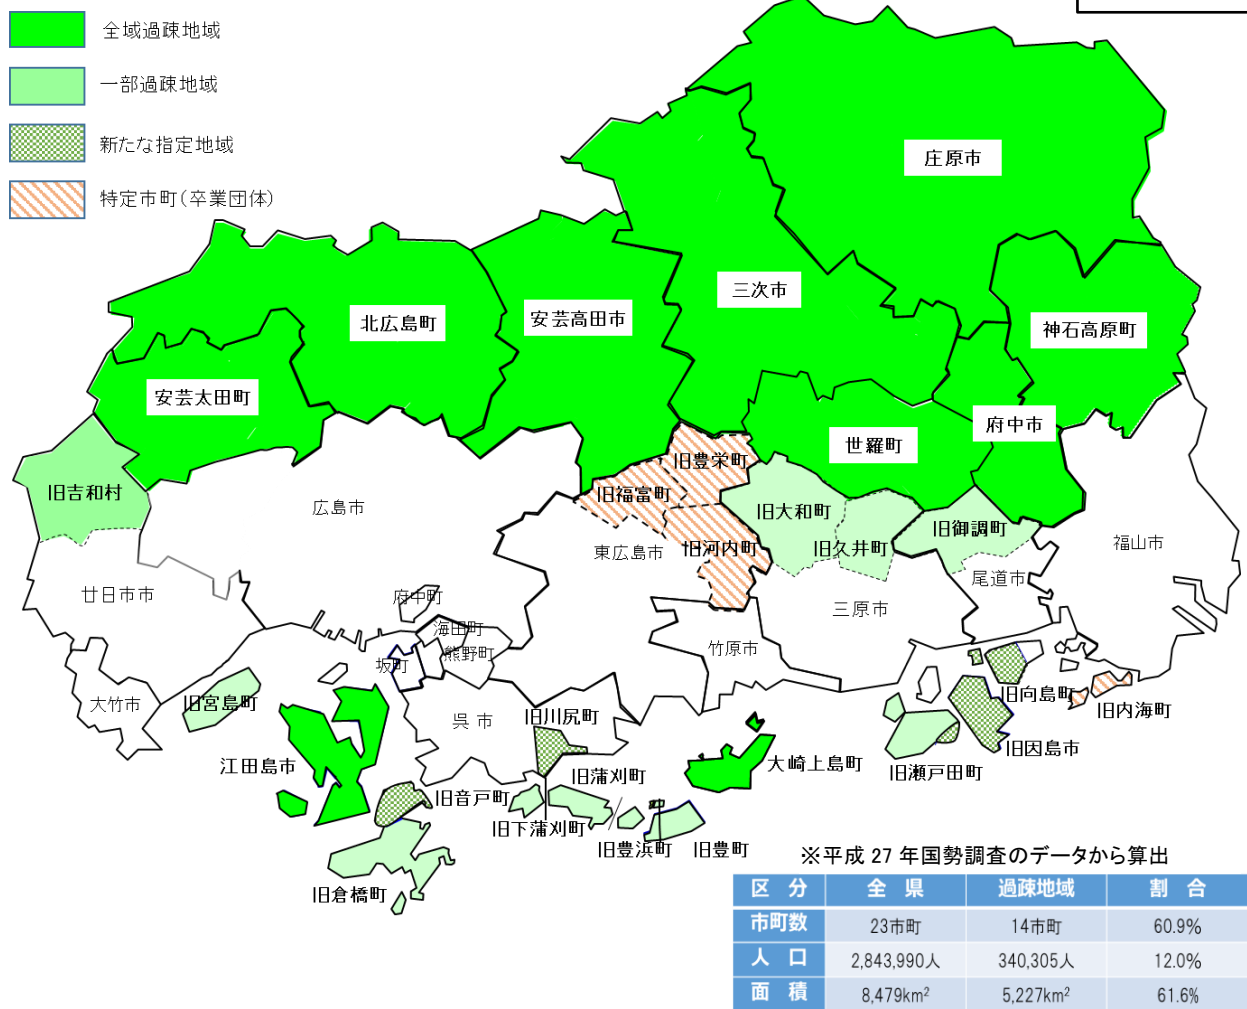 全域過疎地域
一部過疎地域
新たな指定地域
特定市町(卒業団体)
庄原市
三次市
安芸高田市
北広島町
神石高原町
安芸太田町
府中市
世羅町
旧豊栄町
旧吉和村
旧福富町
広島市
旧大和町
旧御調町
東広島市
旧河内町
旧久井町
福山市
尾道市
廿日市市
府中町
三原市
海田町
熊野町
坂町
竹原市
旧宮島町
大竹市
旧向島町
旧内海町
呉市
旧川尻町
旧因島市
江田島市
大崎上島町
旧瀬戸田町
旧蒲刈町
旧音戸町
旧下蒲刈町
旧豊浜町
旧豊町
旧倉橋町
※平成 27 年国勢調査のデータから算出
区 分 全 県 過疎地域 割 合
市町数 23市町 14市町 60.9%
人 口 2,843,990人 340,305人 12.0%
面 積 8,479km² 5,227km² 61.6%